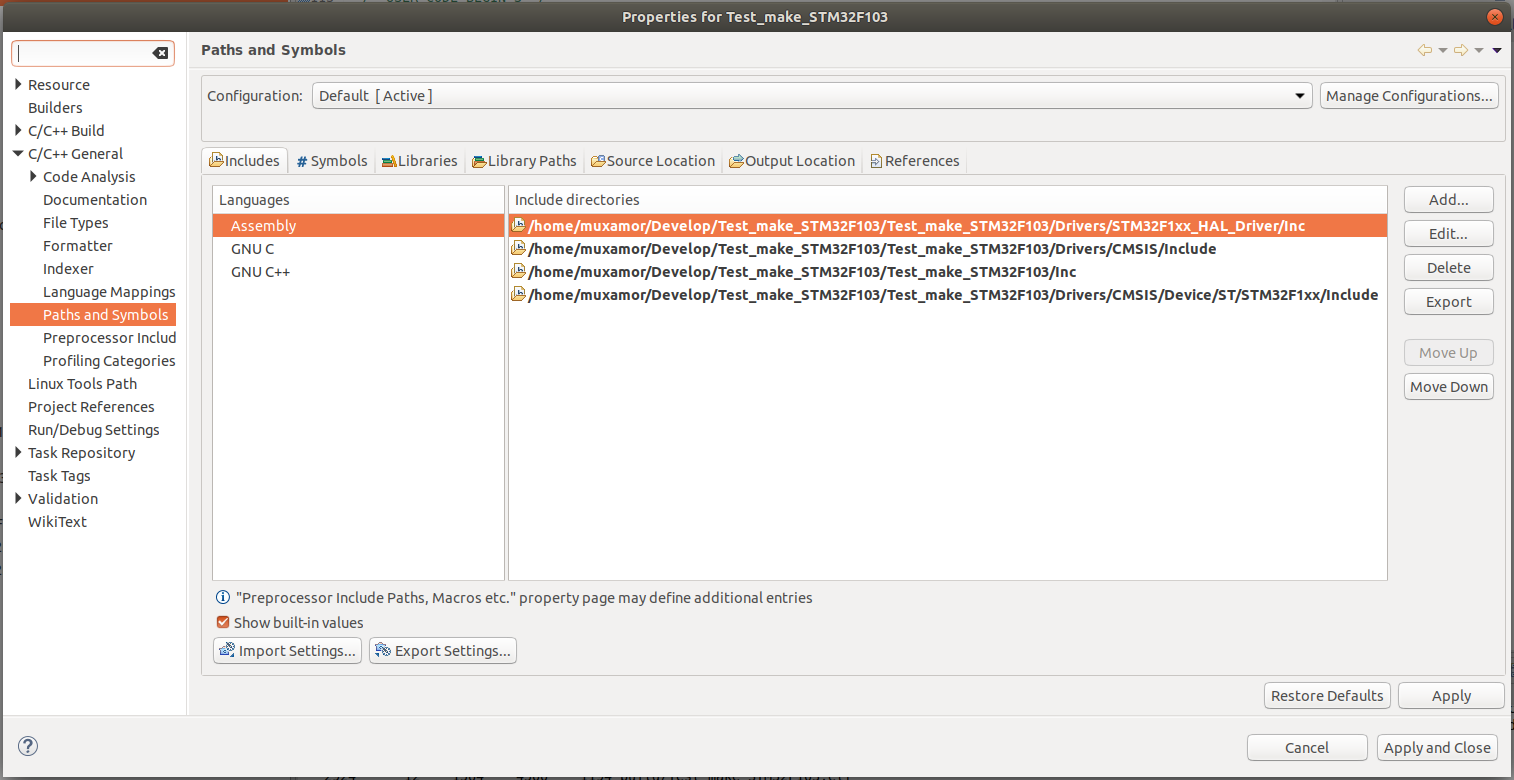 Properties for Test_make_STM32F103
Paths and Symbols
Resource
Builders
C/C++ Build
C/C++ General
Code Analysis
Documentation
File Types
Formatter
Indexer
Language Mappings
Paths and Symbols
Preprocessor Includ
Profiling Categories
Linux Tools Path
Project References
Run/Debug Settings
Task Repository
Task Tags
Validation
WikiText
Configuration: Default [ Active ] Manage Configurations...
Includes # Symbols Libraries Library Paths Source Location Output Location References
Languages
Assembly
GNU C
GNU C++
Include directories
/home/muxamor/Develop/Test_make_STM32F103/Test_make_STM32F103/Drivers/STM32F1xx_HAL_Driver/Inc
/home/muxamor/Develop/Test_make_STM32F103/Test_make_STM32F103/Drivers/CMSIS/Include
/home/muxamor/Develop/Test_make_STM32F103/Test_make_STM32F103/Inc
/home/muxamor/Develop/Test_make_STM32F103/Test_make_STM32F103/Drivers/CMSIS/Device/ST/STM32F1xx/Include
Add...
Edit...
Delete
Export
Move Up
Move Down
"Preprocessor Include Paths, Macros etc." property page may define additional entries
Show built-in values
Import Settings... Export Settings...
Restore Defaults Apply
Cancel Apply and Close